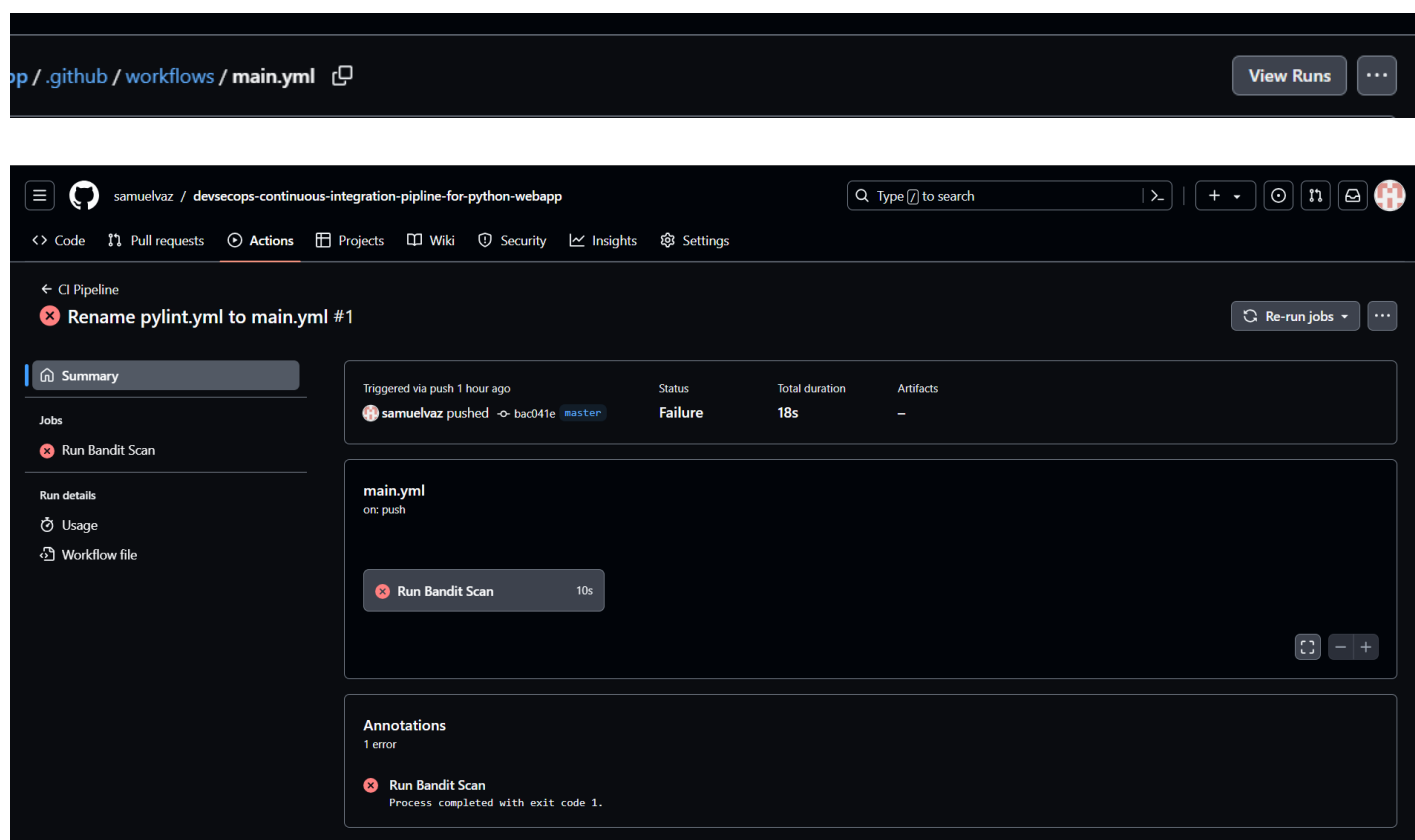 op / .github / workflows / main.yml
View Runs
samuelvaz / devsecops-continuous-integration-pipline-for-python-webapp
Type / to search
Code Pull requests Actions Projects Wiki Security Insights Settings
CI Pipeline
Rename pylint.yml to main.yml #1
Re-run jobs
Summary
Jobs
Run Bandit Scan
Run details
Usage
Workflow file
Triggered via push 1 hour ago
samuelvaz pushed bac041e master
Status
Failure
Total duration
18s
Artifacts
–
main.yml
on: push
Run Bandit Scan 10s
Annotations
1 error
Run Bandit Scan
Process completed with exit code 1.